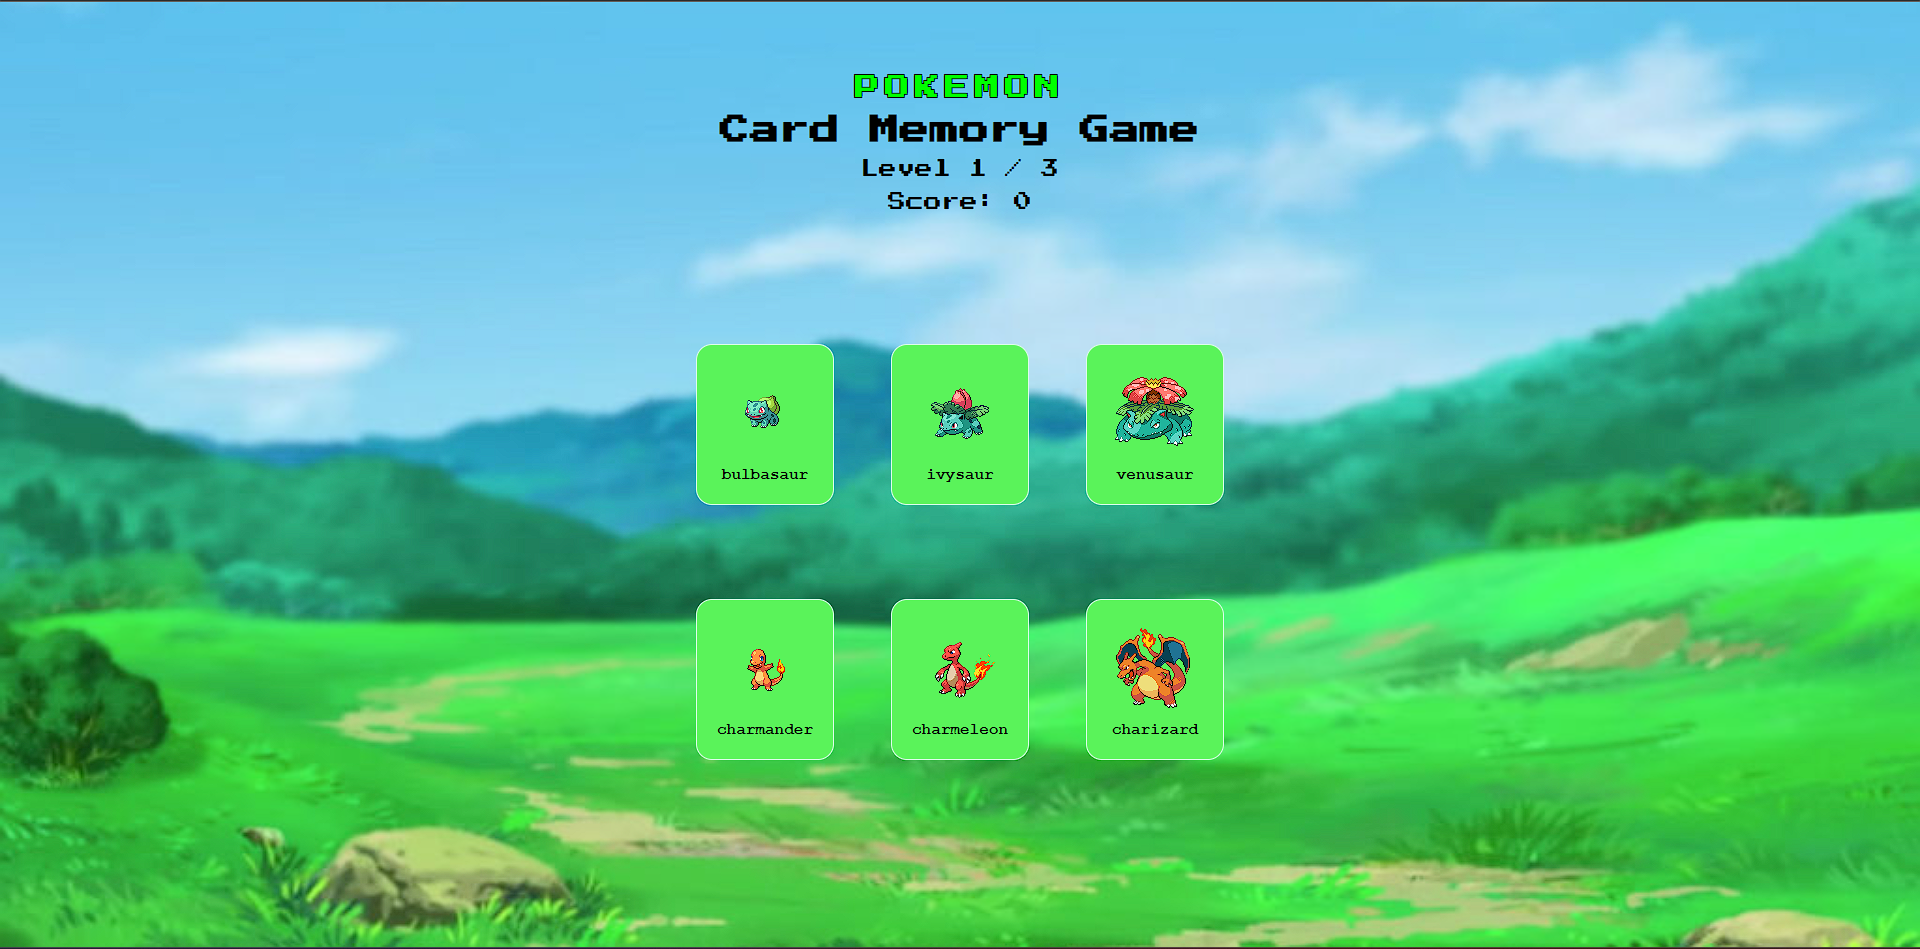 POKEMON
Card Memory Game
Level 1 / 3
Score: 0
bulbasaur
ivysaur
venusaur
charmander
charmeleon
charizard